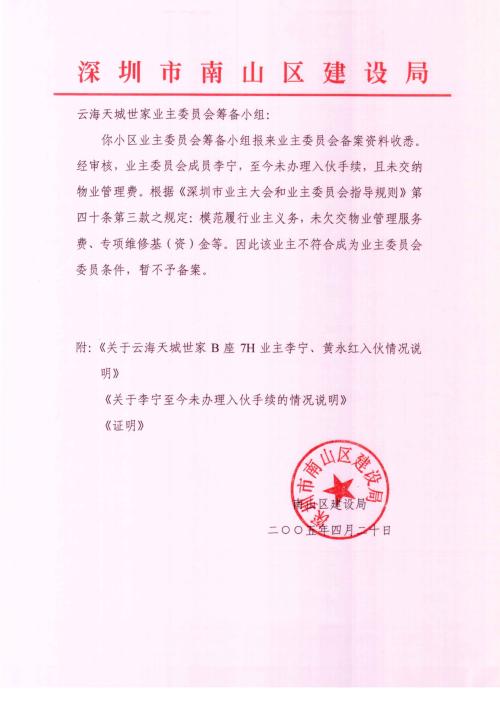 深圳市南山区建设局
云海天城世家业主委员会筹备小组：
你小区业主委员会筹备小组报来业主委员会备案资料收悉。
经审核，业主委员会成员李宁，至今未办理入伙手续，且未交纳
物业管理费。根据《深圳市业主大会和业主委员会指导规则》第
四十条第三款之规定：模范履行业主义务，未欠交物业管理服务
费、专项维修基（资）金等。因此该业主不符合成为业主委员会
委员条件，暂不予备案。
附：《关于云海天城世家 B 座 7H 业主李宁、黄永红入伙情况说
明》
《关于李宁至今未办理入伙手续的情况说明》
《证明》
深圳市南山区建设局
南山区建设局
二〇〇五年四月二十日